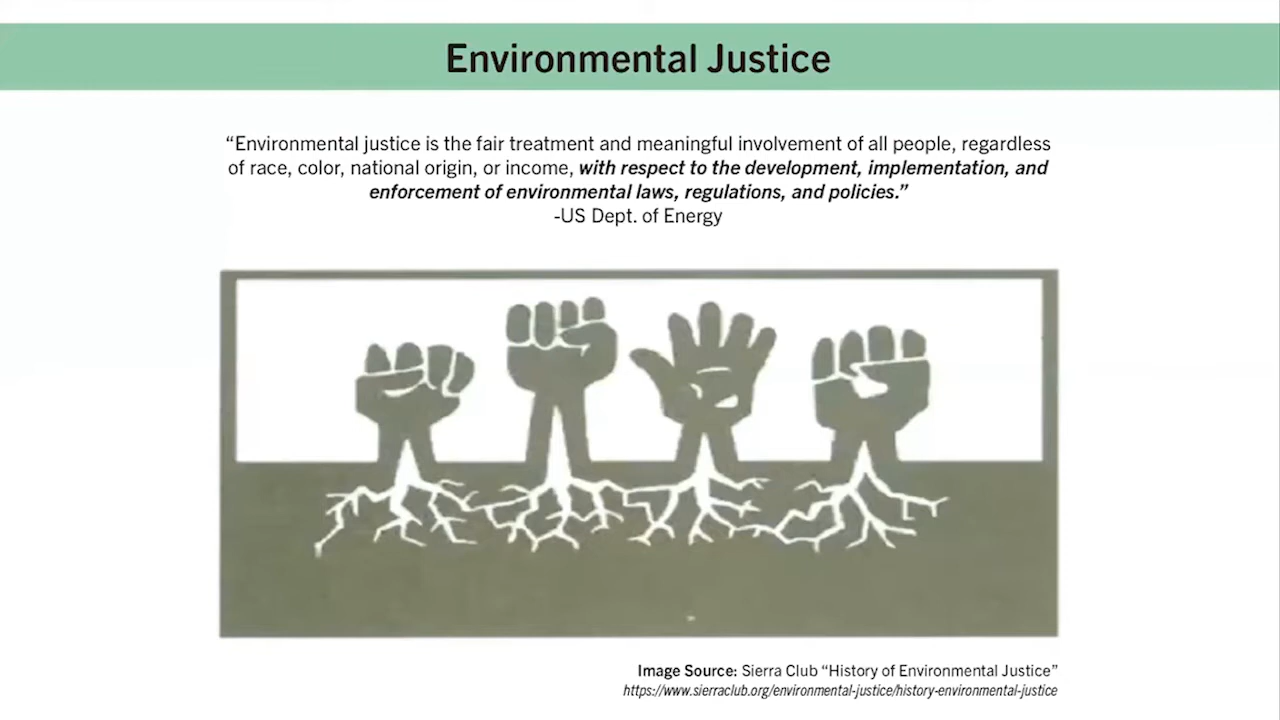 Environmental Justice
“Environmental justice is the fair treatment and meaningful involvement of all people, regardless
of race, color, national origin, or income, with respect to the development, implementation, and
enforcement of environmental laws, regulations, and policies.”
-US Dept. of Energy
Image Source: Sierra Club “History of Environmental Justice”
https://www.sierraclub.org/environmental-justice/history-environmental-justice